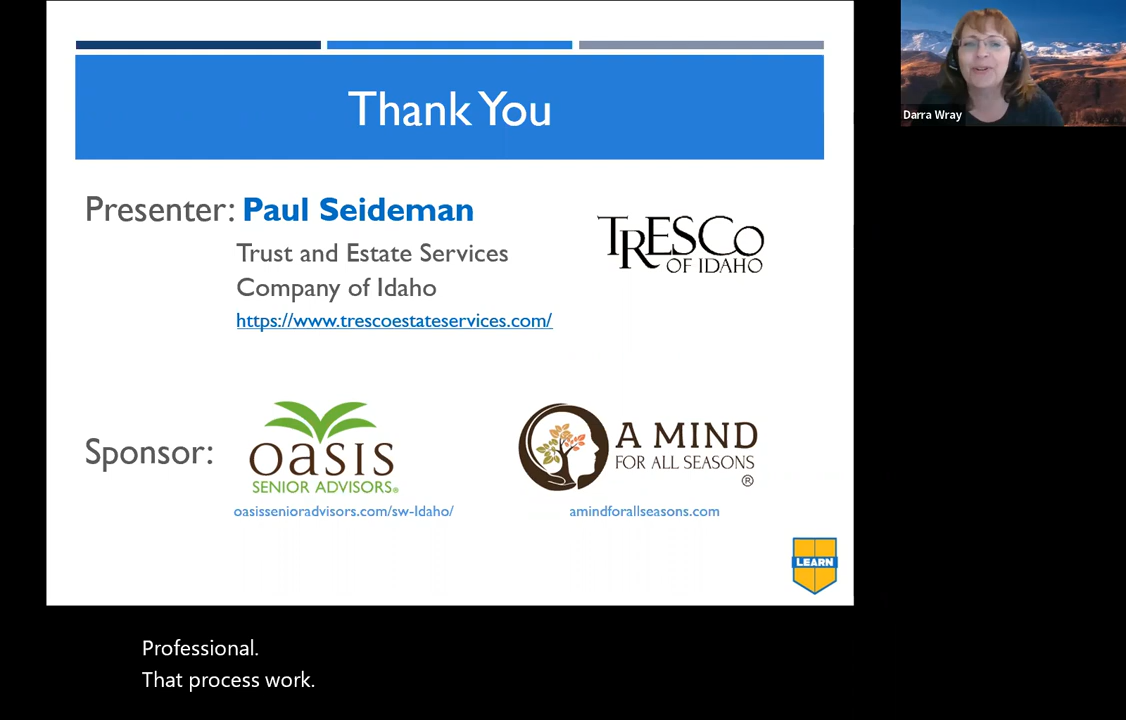 Thank You
Darra Wray
Presenter: Paul Seideman
Trust and Estate Services
Company of Idaho
https://www.trescoestateservices.com/
TRESCO
OF IDAHO
Sponsor:
oasis
SENIOR ADVISORS®
oasissenioradvisors.com/sw-Idaho/
A MIND
FOR ALL SEASONS
®
amindforallseasons.com
LEARN
Professional.
That process work.